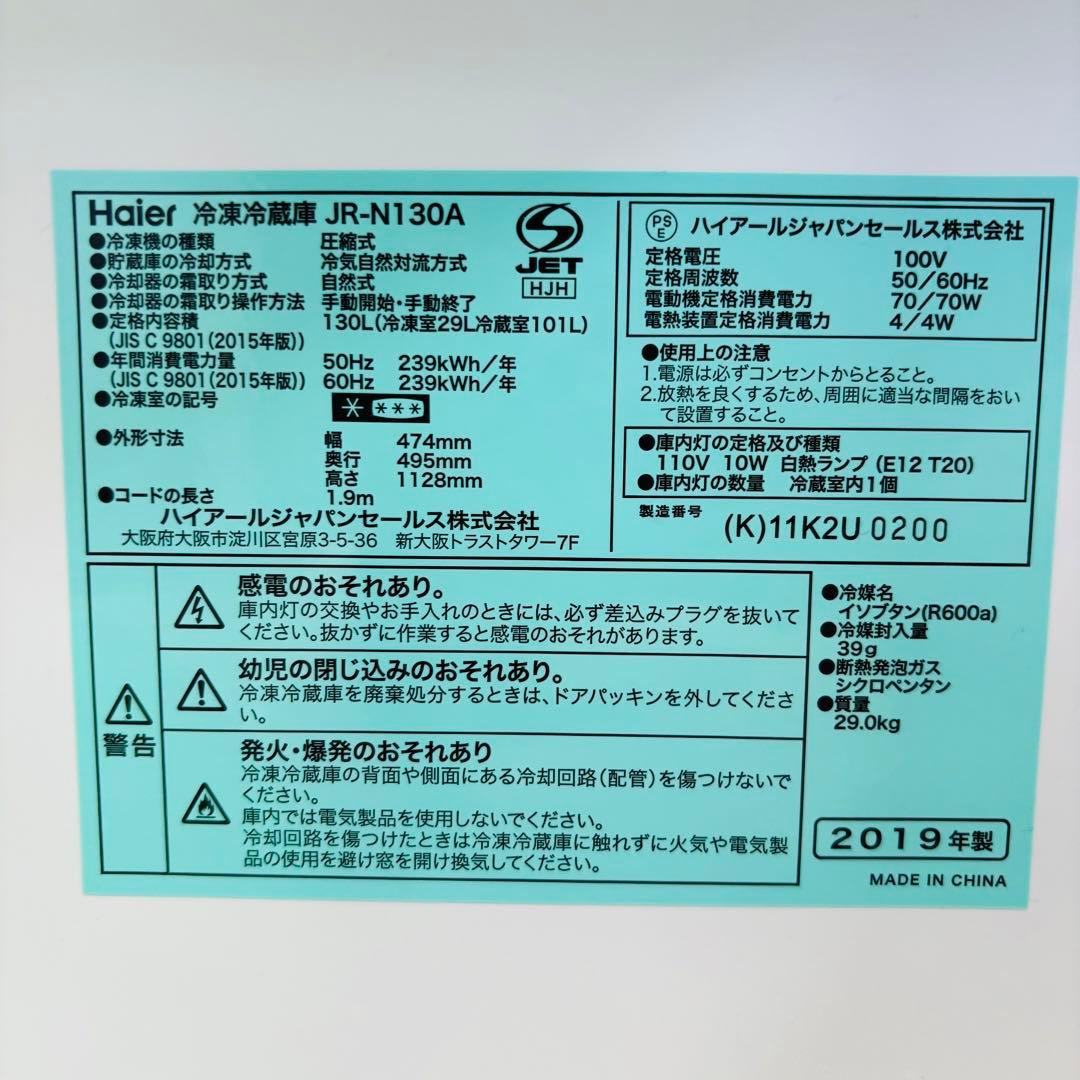 Haier 冷凍冷蔵庫 JR-N130A
●冷凍機の種類 圧縮式
●貯蔵庫の冷却方式 冷気自然対流方式
●冷却器の霜取り方式 自然式
●冷却器の霜取り操作方法 手動開始・手動終了
●定格内容積 130L(冷凍室29L冷蔵室101L)
(JIS C 9801(2015年版))
●年間消費電力量 50Hz 239kWh/年
(JIS C 9801(2015年版)) 60Hz 239kWh/年
●冷凍室の記号
●外形寸法 幅 474mm
奥行 495mm
高さ 1128mm
●コードの長さ 1.9m
ハイアールジャパンセールス株式会社
大阪府大阪市淀川区宮原3-5-36 新大阪トラストタワー7F
JET
HJH
PS
E
ハイアールジャパンセールス株式会社
定格電圧 100V
定格周波数 50/60Hz
電動機定格消費電力 70/70W
電熱装置定格消費電力 4/4W
●使用上の注意
1.電源は必ずコンセントからとること。
2.放熱を良くするため、周囲に適当な間隔をおい
て設置すること。
●庫内灯の定格及び種類
110V 10W 白熱ランプ (E12 T20)
●庫内灯の数量 冷蔵室内1個
製造番号 (K)11K2U 0200
警告
感電のおそれあり。
庫内灯の交換やお手入れのときには、必ず差込みプラグを抜いて
ください。抜かずに作業すると感電のおそれがあります。
幼児の閉じ込みのおそれあり。
冷凍冷蔵庫を廃棄処分するときは、ドアパッキンを外してくださ
い。
発火・爆発のおそれあり
冷凍冷蔵庫の背面や側面にある冷却回路(配管)を傷つけないで
ください。
庫内では電気製品を使用しないでください。
冷却回路を傷つけたときは冷凍冷蔵庫に触れずに火気や電気製
品の使用を避け窓を開け換気してください。
●冷媒名
イソブタン(R600a)
●冷媒封入量
39g
●断熱発泡ガス
シクロペンタン
●質量
29.0kg
2019年製
MADE IN CHINA